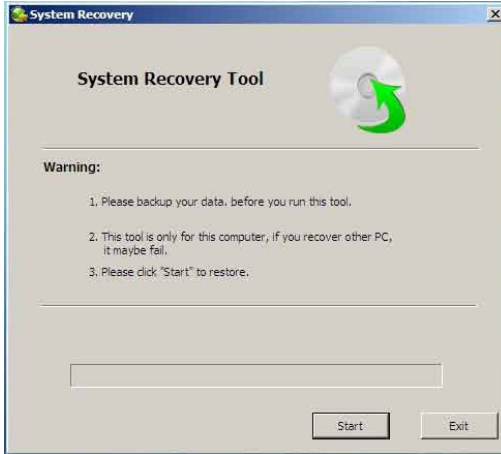 System Recovery
System Recovery Tool
Warning:
1. Please backup your data. before you run this tool.
2. This tool is only for this computer, if you recover other PC,
it maybe fail.
3. Please click "Start" to restore.
Start
Exit